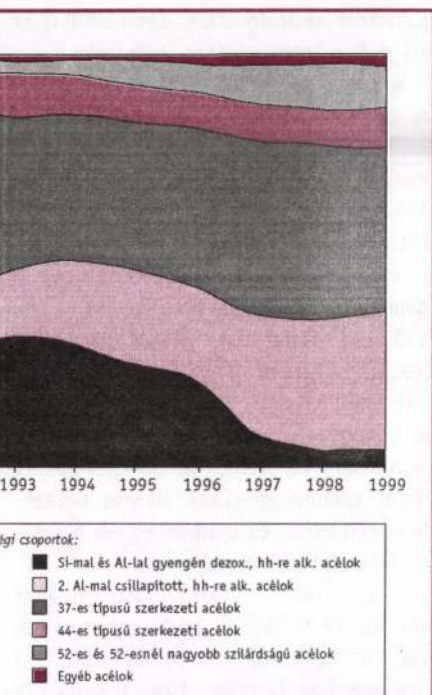 1993 1994 1995 1996 1997 1998 1999
égi csoportok:
Si-mal és Al-lal gyengén dezox., hh-re alk. acélok
2. Al-mal csillapított, hh-re alk. acélok
37-es típusú szerkezeti acélok
44-es típusú szerkezeti acélok
52-es és 52-esnél nagyobb szilárdságú acélok
Egyéb acélok